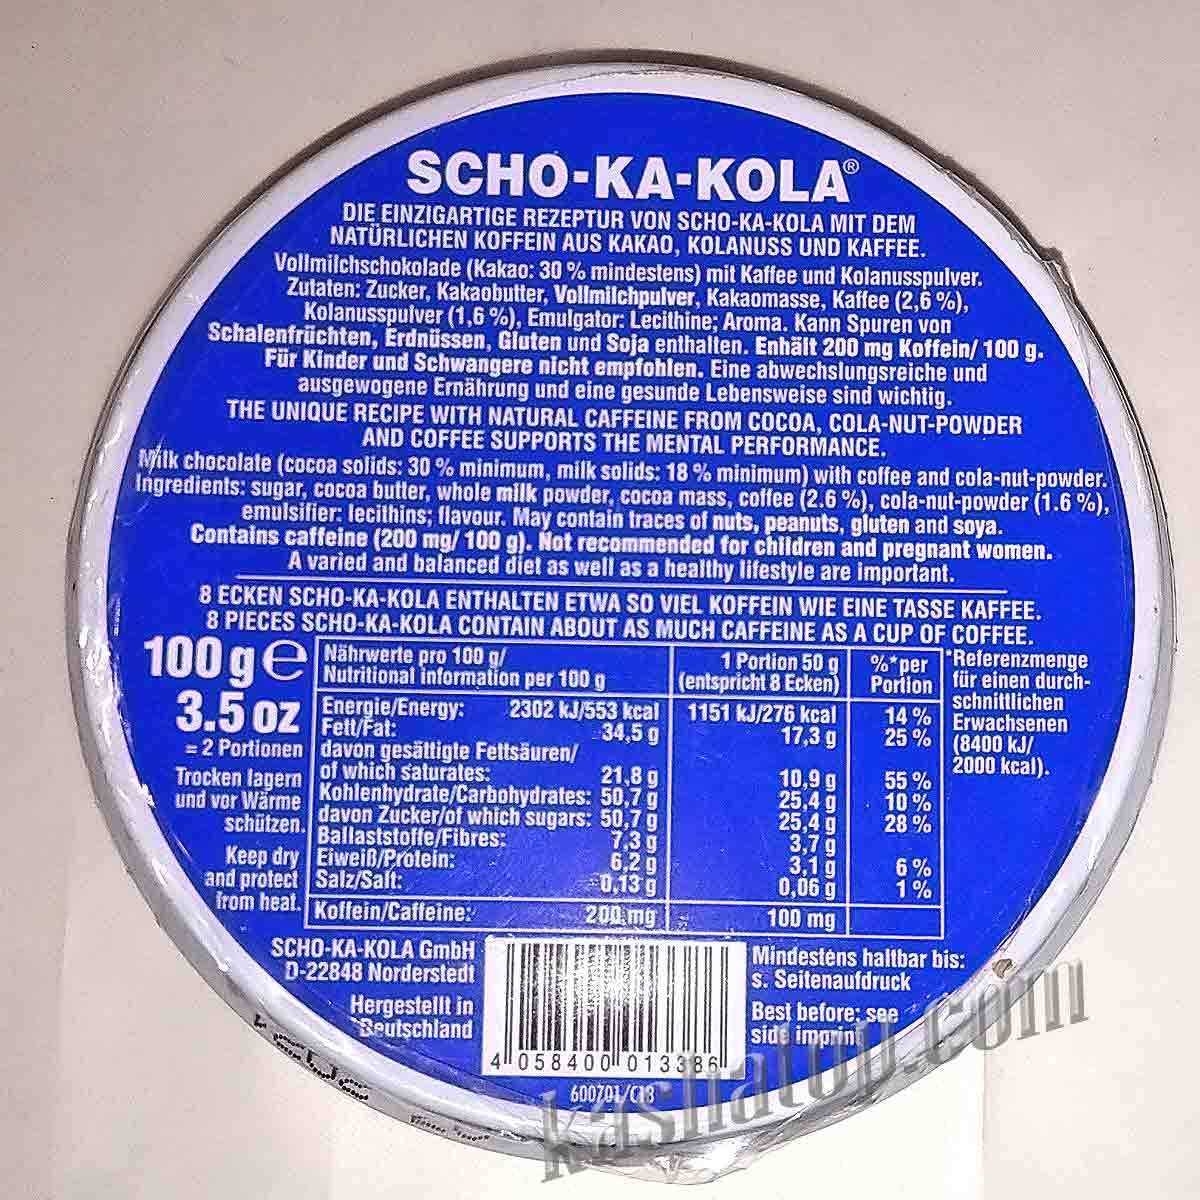 SCHO-KA-KOLA®
DIE EINZIGARTIGE REZEPTUR VON SCHO-KA-KOLA MIT DEM
NATÜRLICHEN KOFFEIN AUS KAKAO, KOLANUSS UND KAFFEE.
Vollmilchschokolade (Kakao: 30 % mindestens) mit Kaffee und Kolanusspulver.
Zutaten: Zucker, Kakaobutter, Vollmilchpulver, Kakaomasse, Kaffee (2,6 %),
Kolanusspulver (1,6 %), Emulgator: Lecithine; Aroma. Kann Spuren von
Schalenfrüchten, Erdnüssen, Gluten und Soja enthalten. Enhält 200 mg Koffein/ 100 g.
Für Kinder und Schwangere nicht empfohlen. Eine abwechslungsreiche und
ausgewogene Ernährung und eine gesunde Lebensweise sind wichtig.
THE UNIQUE RECIPE WITH NATURAL CAFFEINE FROM COCOA, COLA-NUT-POWDER
AND COFFEE SUPPORTS THE MENTAL PERFORMANCE.
Milk chocolate (cocoa solids: 30 % minimum, milk solids: 18 % minimum) with coffee and cola-nut-powder.
Ingredients: sugar, cocoa butter, whole milk powder, cocoa mass, coffee (2.6 %), cola-nut-powder (1.6 %),
emulsifier: lecithins; flavour. May contain traces of nuts, peanuts, gluten and soya.
Contains caffeine (200 mg/ 100 g). Not recommended for children and pregnant women.
A varied and balanced diet as well as a healthy lifestyle are important.
8 ECKEN SCHO-KA-KOLA ENTHALTEN ETWA SO VIEL KOFFEIN WIE EINE TASSE KAFFEE.
8 PIECES SCHO-KA-KOLA CONTAIN ABOUT AS MUCH CAFFEINE AS A CUP OF COFFEE.
100 g e
3.5 oz
= 2 Portionen
Trocken lagern
und vor Wärme
schützen.
Keep dry
and protect
from heat.
Nährwerte pro 100 g/ 1 Portion 50 g %* per
Nutritional information per 100 g (entspricht 8 Ecken) Portion
Energie/Energy: 2302 kJ/553 kcal 1151 kJ/276 kcal 14 %
Fett/Fat: 34,5 g 17,3 g 25 %
davon gesättigte Fettsäuren/
of which saturates: 21,8 g 10,9 g 55 %
Kohlenhydrate/Carbohydrates: 50,7 g 25,4 g 10 %
davon Zucker/of which sugars: 50,7 g 25,4 g 28 %
Ballaststoffe/Fibres: 7,3 g 3,7 g
Eiweiß/Protein: 6,2 g 3,1 g 6 %
Salz/Salt: 0,13 g 0,06 g 1 %
Koffein/Caffeine: 200 mg 100 mg
*Referenzmenge
für einen durch-
schnittlichen
Erwachsenen
(8400 kJ/
2000 kcal).
SCHO-KA-KOLA GmbH
D-22848 Norderstedt
Hergestellt in
Deutschland
4 058400 013386
600701/C18
Mindestens haltbar bis:
s. Seitenaufdruck
Best before: see
side imprint
kashatop.com